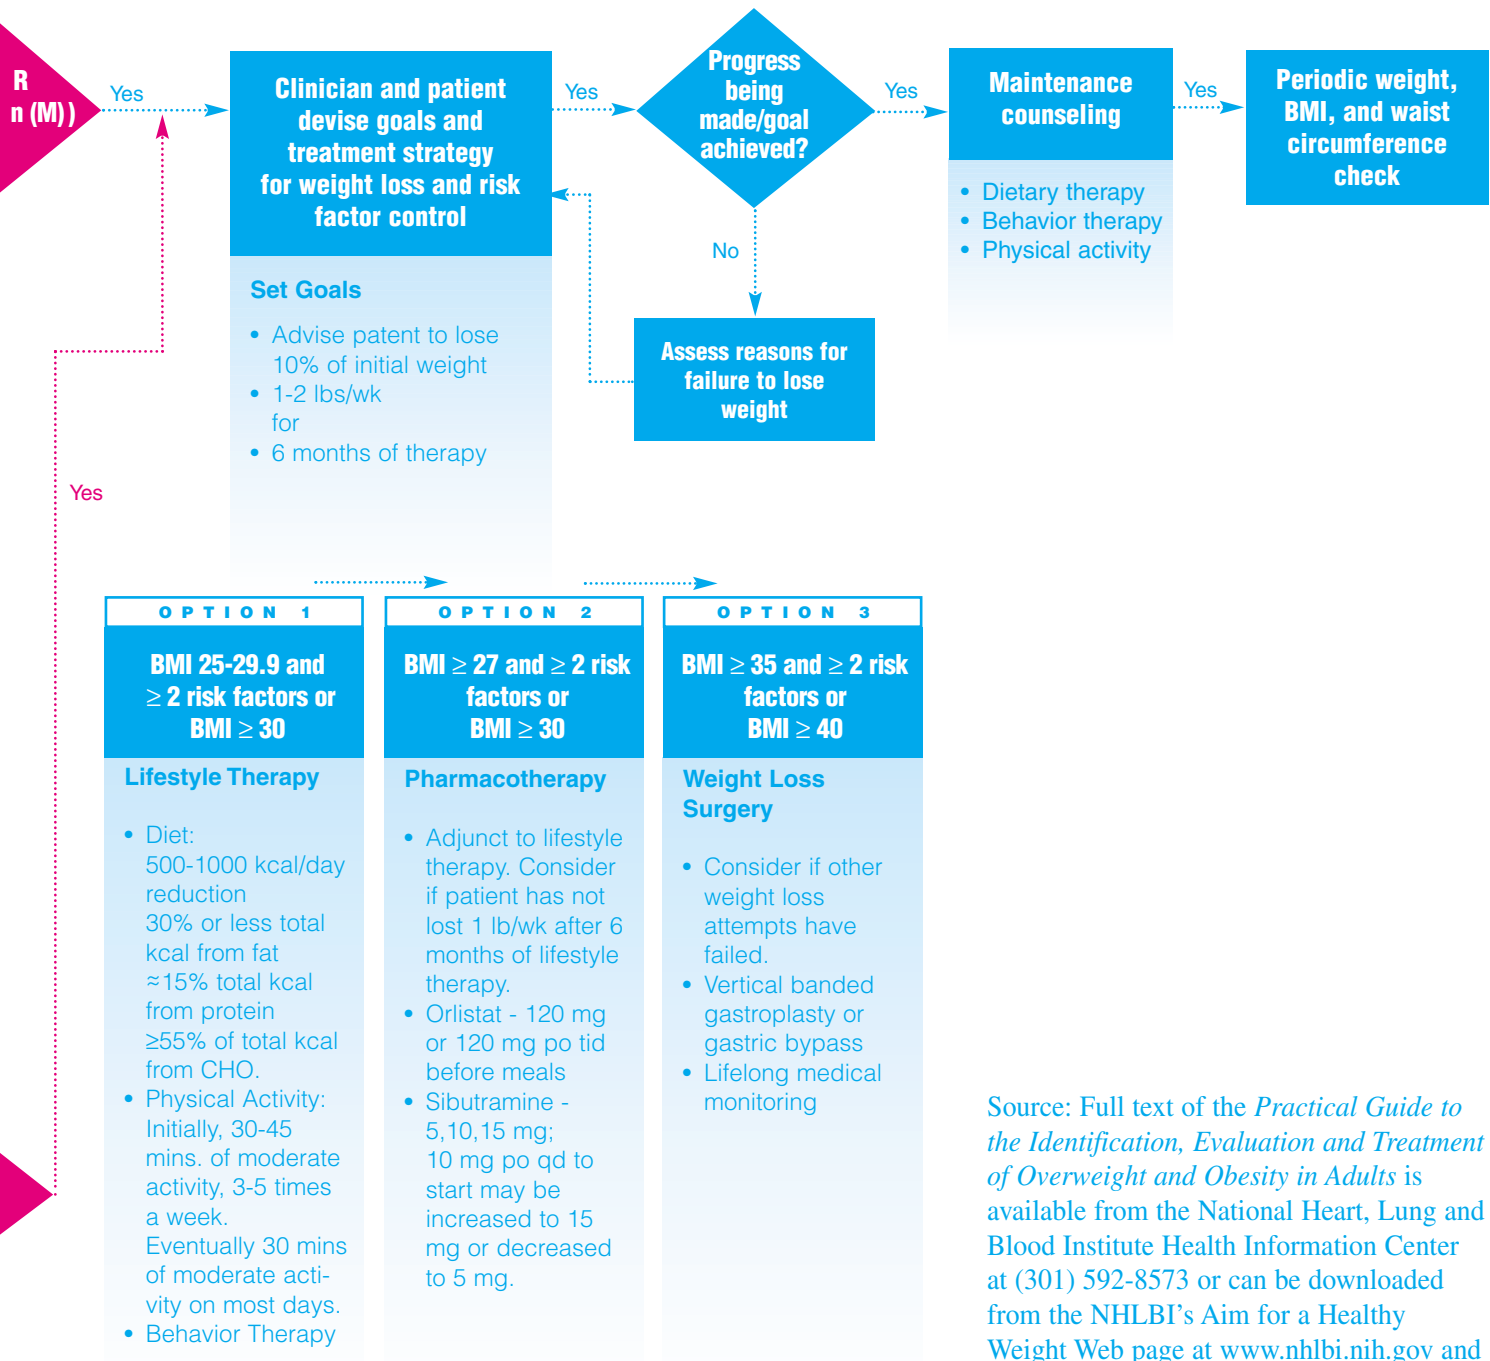 R
n (M))
Yes
Clinician and patient
devise goals and
treatment strategy
for weight loss and risk
factor control
Yes
Progress
being
made/goal
achieved?
Yes
Maintenance
counseling
Yes
Periodic weight,
BMI, and waist
circumference
check
• Dietary therapy
• Behavior therapy
• Physical activity
No
Assess reasons for
failure to lose
weight
Set Goals
• Advise patent to lose
10% of initial weight
• 1-2 lbs/wk
for
• 6 months of therapy
Yes
OPTION 1
BMI 25-29.9 and
≥ 2 risk factors or
BMI ≥ 30
Lifestyle Therapy
• Diet:
500-1000 kcal/day
reduction
30% or less total
kcal from fat
≈15% total kcal
from protein
≥55% of total kcal
from CHO.
• Physical Activity:
Initially, 30-45
mins. of moderate
activity, 3-5 times
a week.
Eventually 30 mins
of moderate acti-
vity on most days.
• Behavior Therapy
OPTION 2
BMI ≥ 27 and ≥ 2 risk
factors or
BMI ≥ 30
Pharmacotherapy
• Adjunct to lifestyle
therapy. Consider
if patient has not
lost 1 lb/wk after 6
months of lifestyle
therapy.
• Orlistat - 120 mg
or 120 mg po tid
before meals
• Sibutramine -
5,10,15 mg;
10 mg po qd to
start may be
increased to 15
mg or decreased
to 5 mg.
OPTION 3
BMI ≥ 35 and ≥ 2 risk
factors or
BMI ≥ 40
Weight Loss
Surgery
• Consider if other
weight loss
attempts have
failed.
• Vertical banded
gastroplasty or
gastric bypass
• Lifelong medical
monitoring
Source: Full text of the Practical Guide to
the Identification, Evaluation and Treatment
of Overweight and Obesity in Adults is
available from the National Heart, Lung and
Blood Institute Health Information Center
at (301) 592-8573 or can be downloaded
from the NHLBI's Aim for a Healthy
Weight Web page at www.nhlbi.nih.gov and